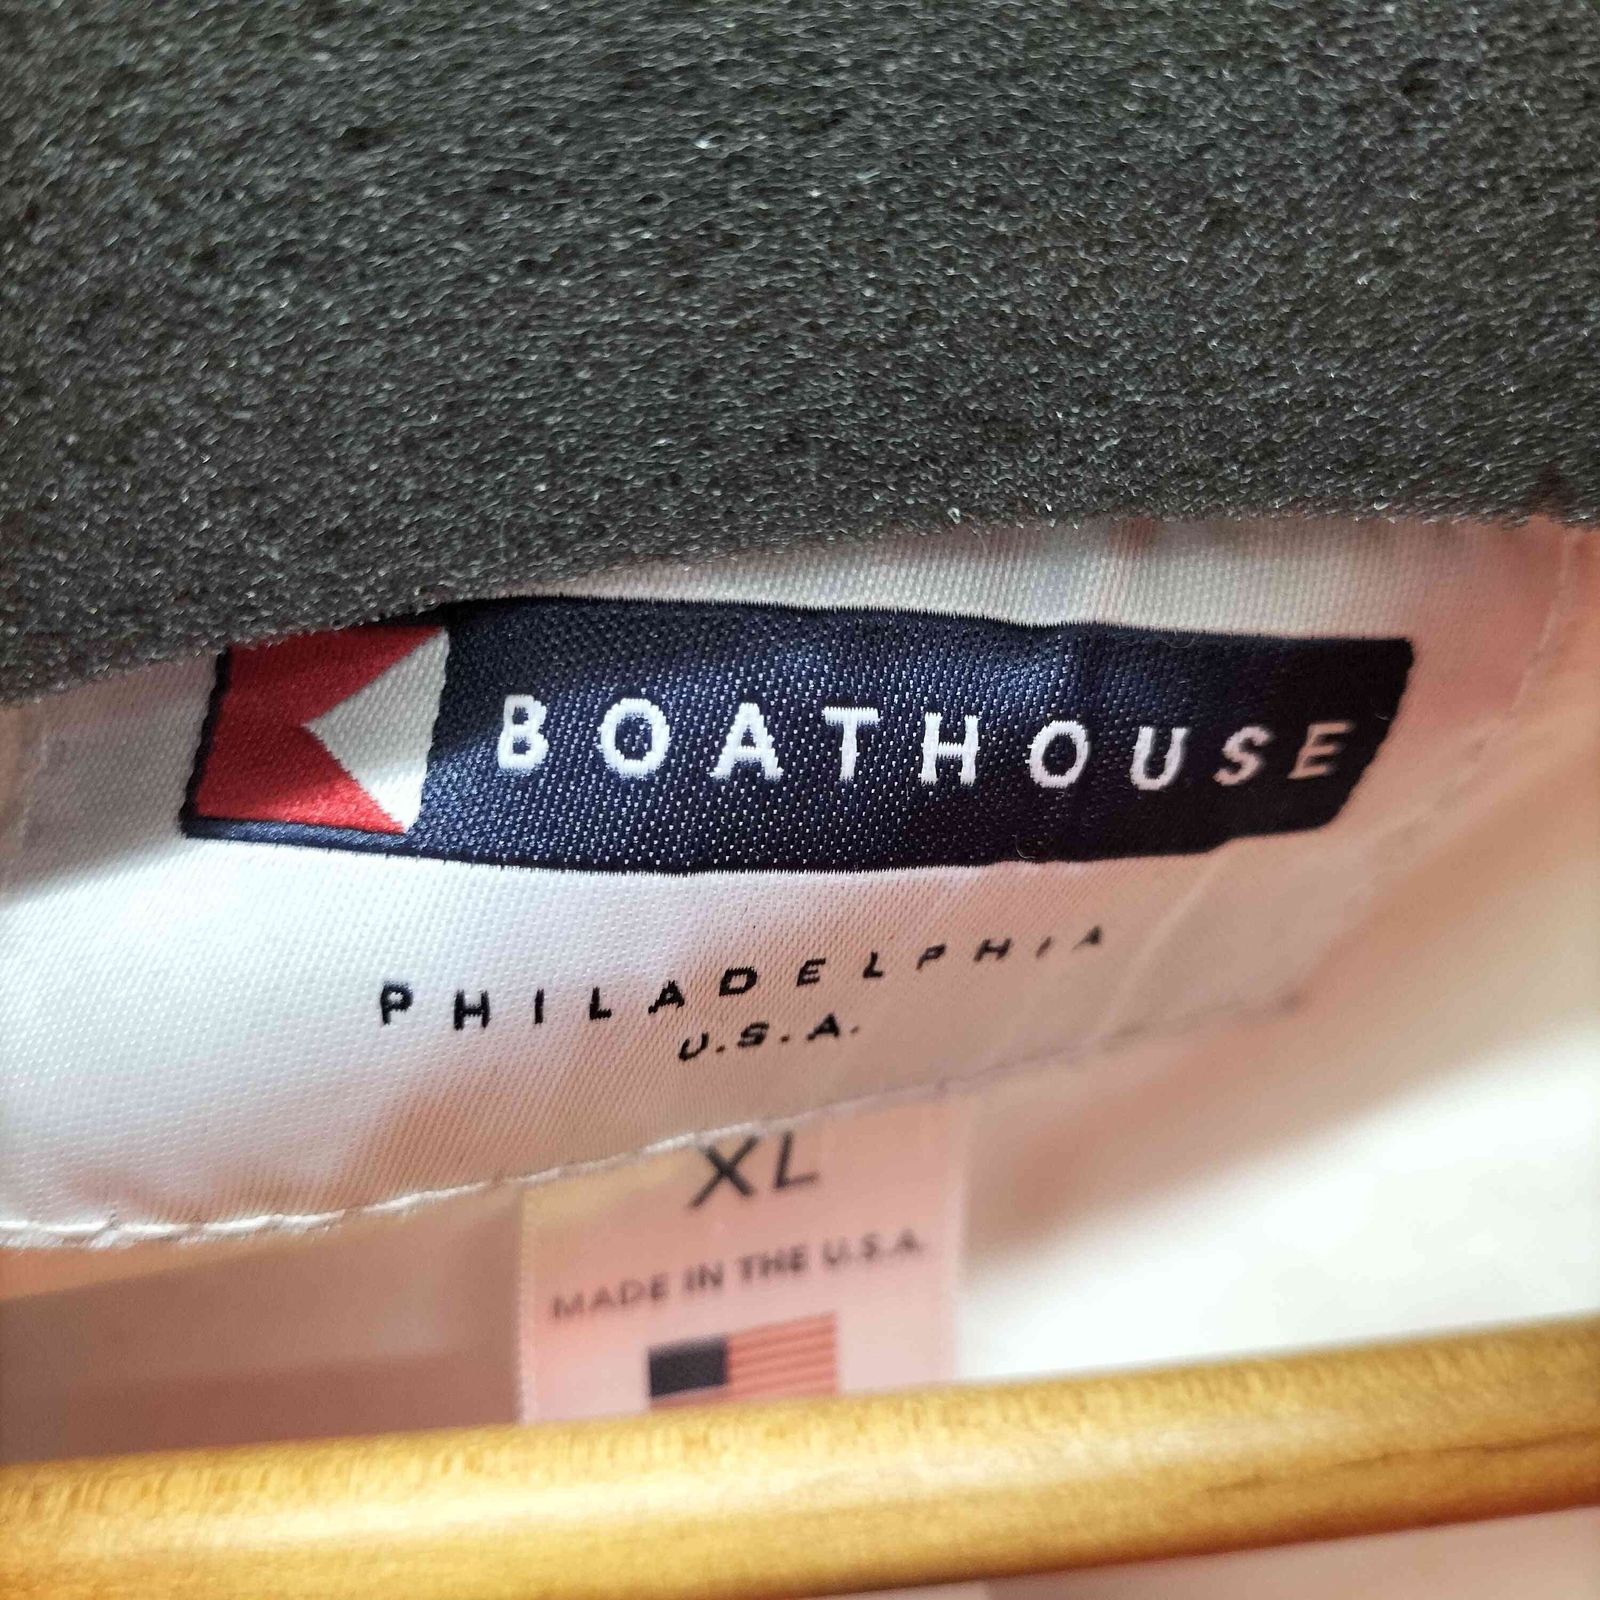 BOATHOUSE
PHILADELPHIA
U.S.A.
XL
MADE IN THE U.S.A.